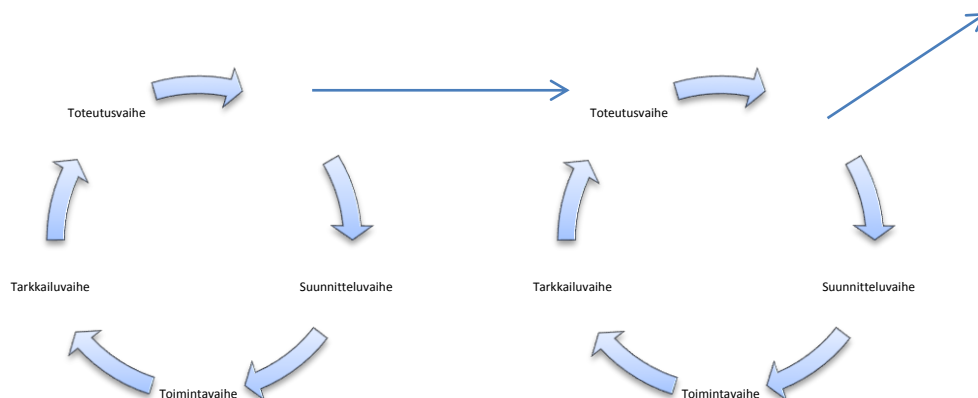 Toteutusvaihe
Toteutusvaihe
Tarkkailuvaihe
Suunnitteluvaihe
Tarkkailuvaihe
Suunnitteluvaihe
Toimintavaihe
Toimintavaihe